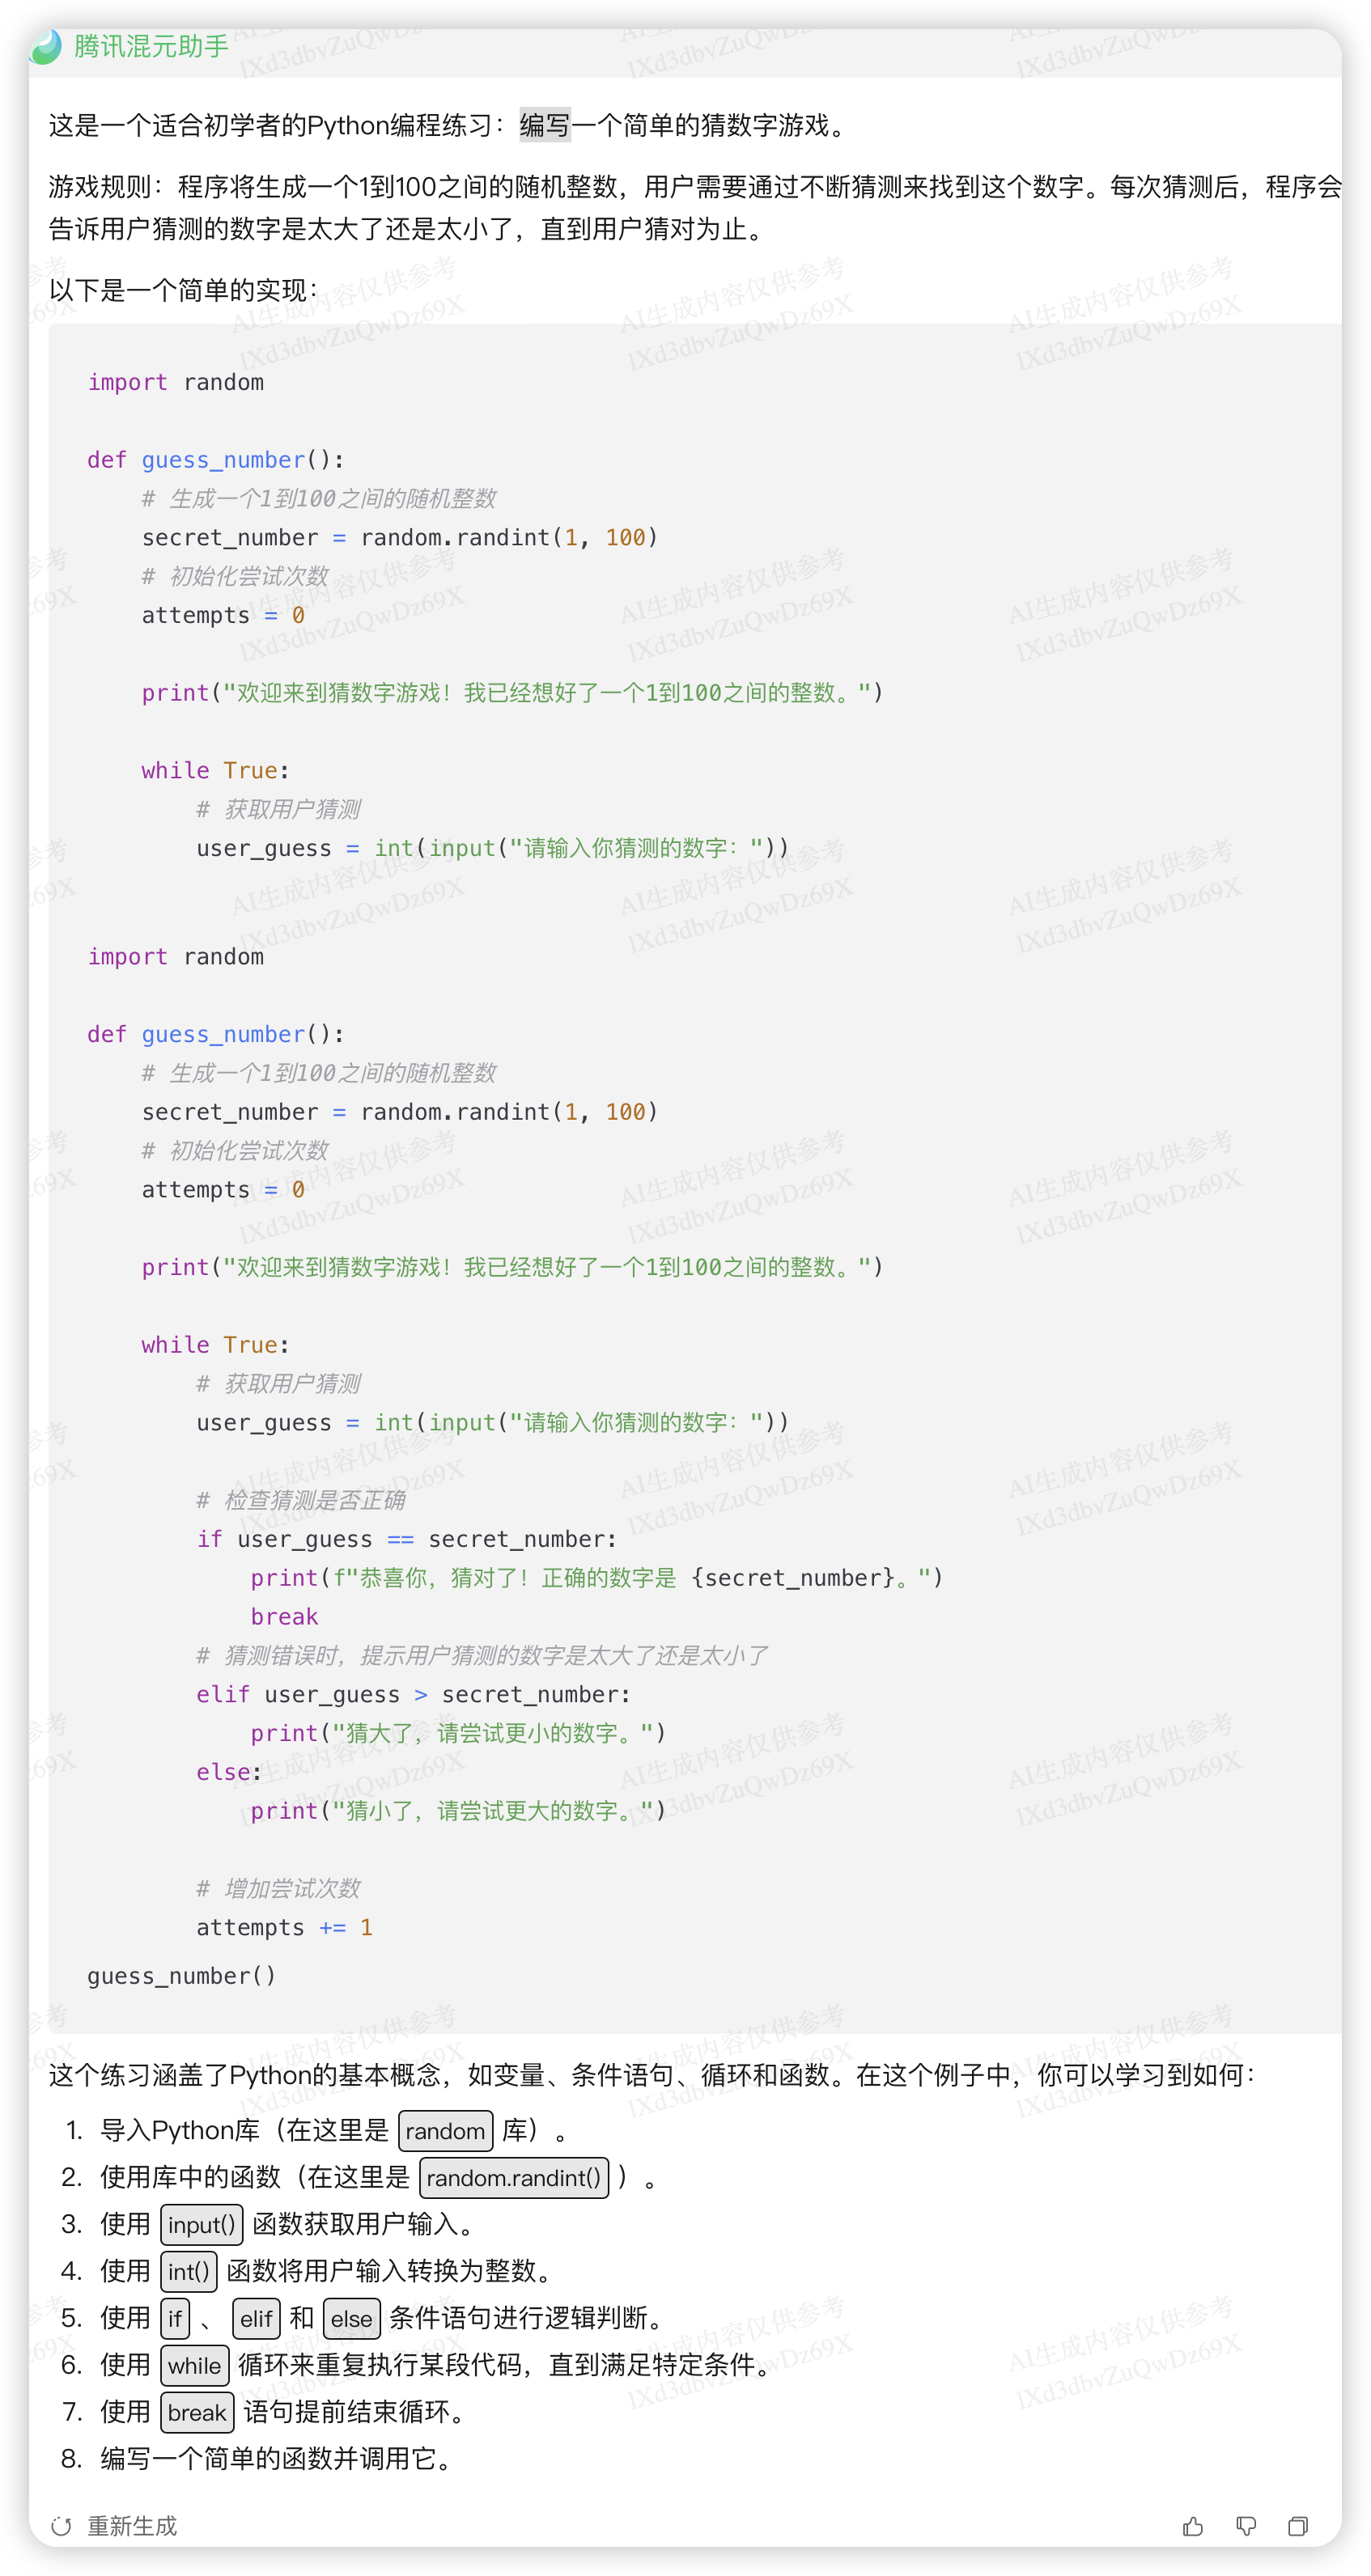 腾讯混元助手
这是一个适合初学者的Python编程练习：编写一个简单的猜数字游戏。
游戏规则：程序将生成一个1到100之间的随机整数，用户需要通过不断猜测来找到这个数字。每次猜测后，程序会
告诉用户猜测的数字是太大了还是太小了，直到用户猜对为止。
以下是一个简单的实现：
import random
def guess_number():
    # 生成一个1到100之间的随机整数
    secret_number = random.randint(1, 100)
    # 初始化尝试次数
    attempts = 0
    print("欢迎来到猜数字游戏！我已经想好了一个1到100之间的整数。")
    while True:
        # 获取用户猜测
        user_guess = int(input("请输入你猜测的数字："))
import random
def guess_number():
    # 生成一个1到100之间的随机整数
    secret_number = random.randint(1, 100)
    # 初始化尝试次数
    attempts = 0
    print("欢迎来到猜数字游戏！我已经想好了一个1到100之间的整数。")
    while True:
        # 获取用户猜测
        user_guess = int(input("请输入你猜测的数字："))
        # 检查猜测是否正确
        if user_guess == secret_number:
            print(f"恭喜你，猜对了！正确的数字是 {secret_number}。")
            break
        # 猜测错误时，提示用户猜测的数字是太大了还是太小了
        elif user_guess > secret_number:
            print("猜大了，请尝试更小的数字。")
        else:
            print("猜小了，请尝试更大的数字。")
        # 增加尝试次数
        attempts += 1
guess_number()
这个练习涵盖了Python的基本概念，如变量、条件语句、循环和函数。在这个例子中，你可以学习到如何：
1. 导入Python库（在这里是 random 库）。
2. 使用库中的函数（在这里是 random.randint() ）。
3. 使用 input() 函数获取用户输入。
4. 使用 int() 函数将用户输入转换为整数。
5. 使用 if 、 elif 和 else 条件语句进行逻辑判断。
6. 使用 while 循环来重复执行某段代码，直到满足特定条件。
7. 使用 break 语句提前结束循环。
8. 编写一个简单的函数并调用它。
重新生成
AI生成内容仅供参考
IXd3dbvZuQwDz69X